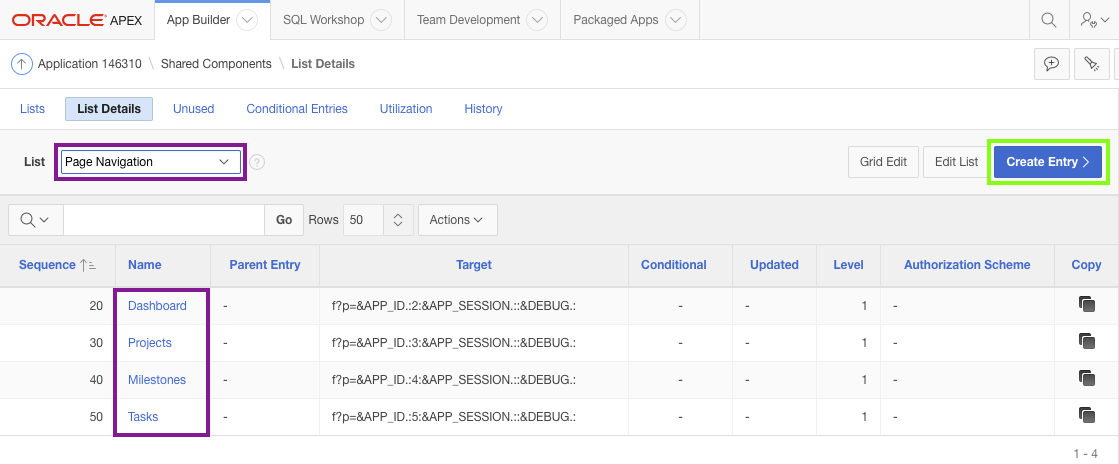 ORACLE APEX App Builder SQL Workshop Team Development Packaged Apps
Application 146310 \ Shared Components \ List Details
Lists List Details Unused Conditional Entries Utilization History
List Page Navigation ? Grid Edit Edit List Create Entry >
Go Rows 50 Actions
Sequence Name Parent Entry Target Conditional Updated Level Authorization Scheme Copy
20 Dashboard - f?p=&APP_ID.:2:&APP_SESSION.::&DEBUG.: - - 1 -
30 Projects - f?p=&APP_ID.:3:&APP_SESSION.::&DEBUG.: - - 1 -
40 Milestones - f?p=&APP_ID.:4:&APP_SESSION.::&DEBUG.: - - 1 -
50 Tasks - f?p=&APP_ID.:5:&APP_SESSION.::&DEBUG.: - - 1 -
1 - 4